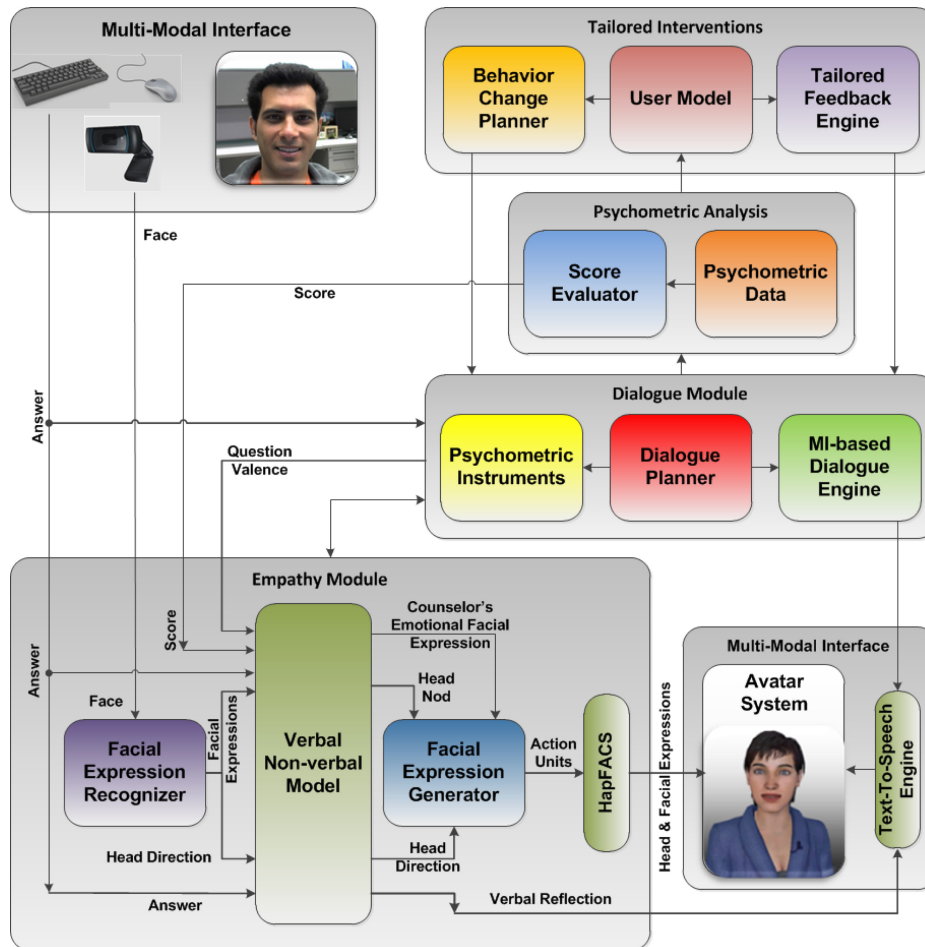 Multi-Modal Interface
Face
Answer
Tailored Interventions
Behavior
Change
Planner
User Model
Tailored
Feedback
Engine
Psychometric Analysis
Score
Evaluator
Psychometric
Data
Score
Dialogue Module
Psychometric
Instruments
Dialogue
Planner
MI-based
Dialogue
Engine
Question
Valence
Empathy Module
Score
Answer
Face
Facial
Expression
Recognizer
Facial
Expressions
Head Direction
Answer
Verbal
Non-verbal
Model
Counselor's
Emotional Facial
Expression
Head
Nod
Facial
Expression
Generator
Head
Direction
Action
Units
HapFACS
Verbal Reflection
Head & Facial Expressions
Multi-Modal Interface
Avatar
System
Text-To-Speech
Engine